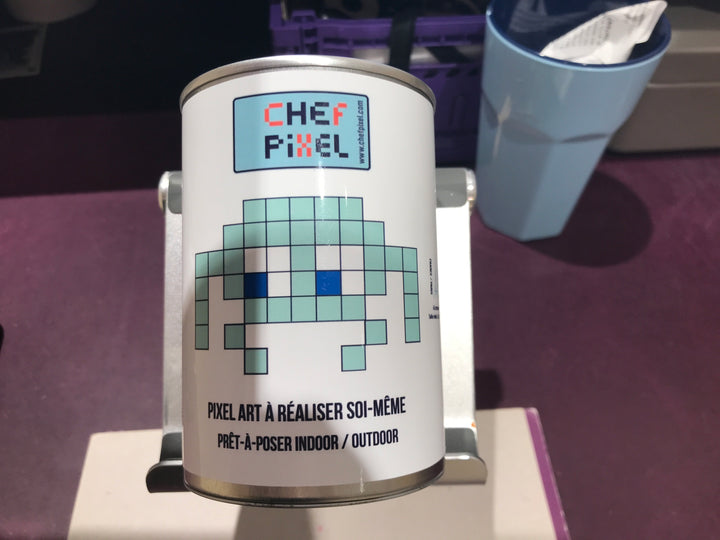 CHEF
PiXEL
www.chefpixel.com
PIXEL ART À RÉALISER SOI-MÊME
PRÊT-À-POSER INDOOR / OUTDOOR